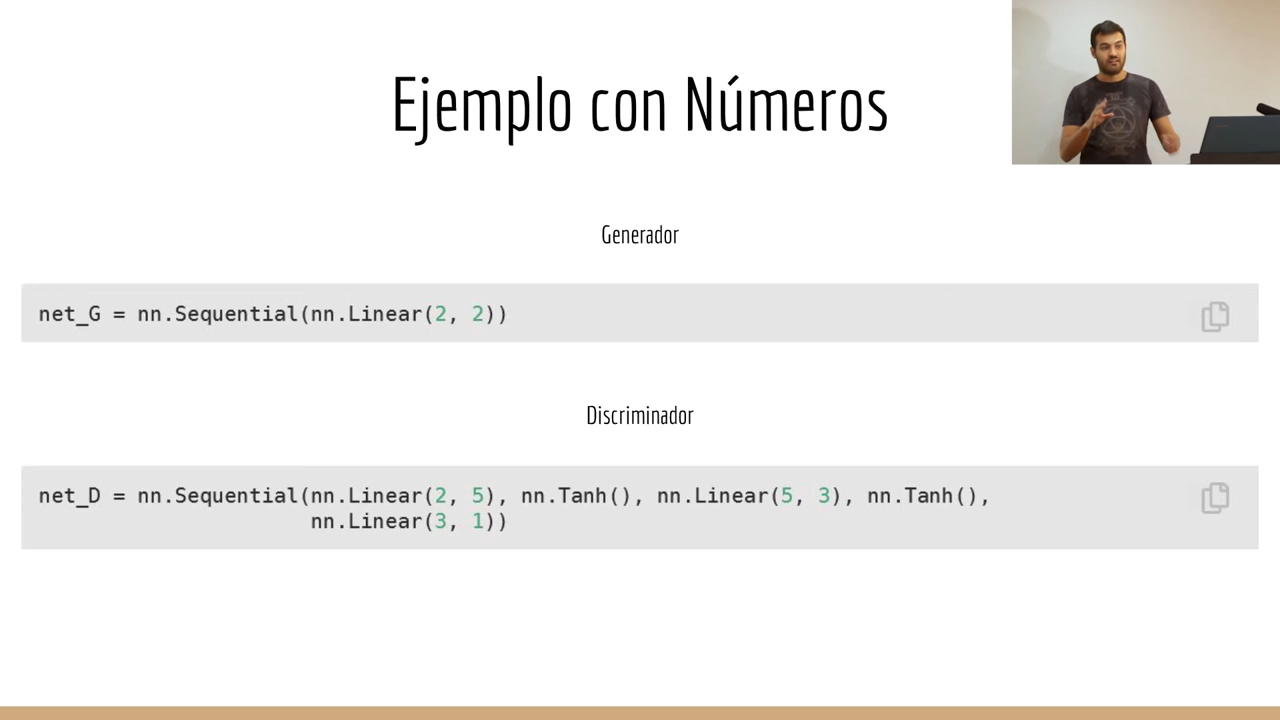 Ejemplo con Números
Generador
net_G = nn.Sequential(nn.Linear(2, 2))
Discriminador
net_D = nn.Sequential(nn.Linear(2, 5), nn.Tanh(), nn.Linear(5, 3), nn.Tanh(),
nn.Linear(3, 1))